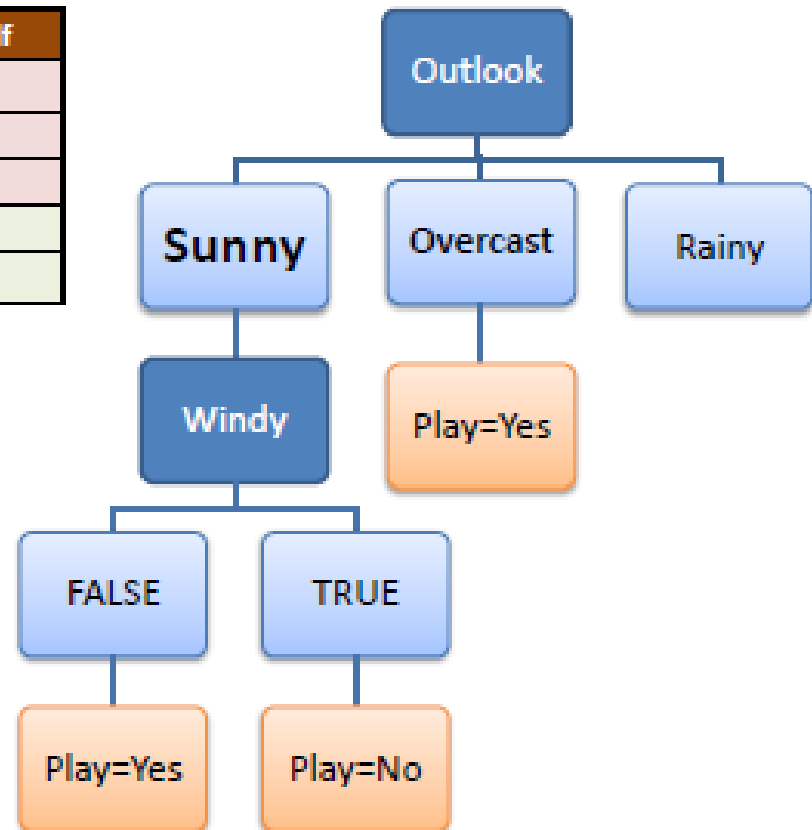 Outlook
Sunny
Overcast
Rainy
Windy
Play=Yes
FALSE
TRUE
Play=Yes
Play=No